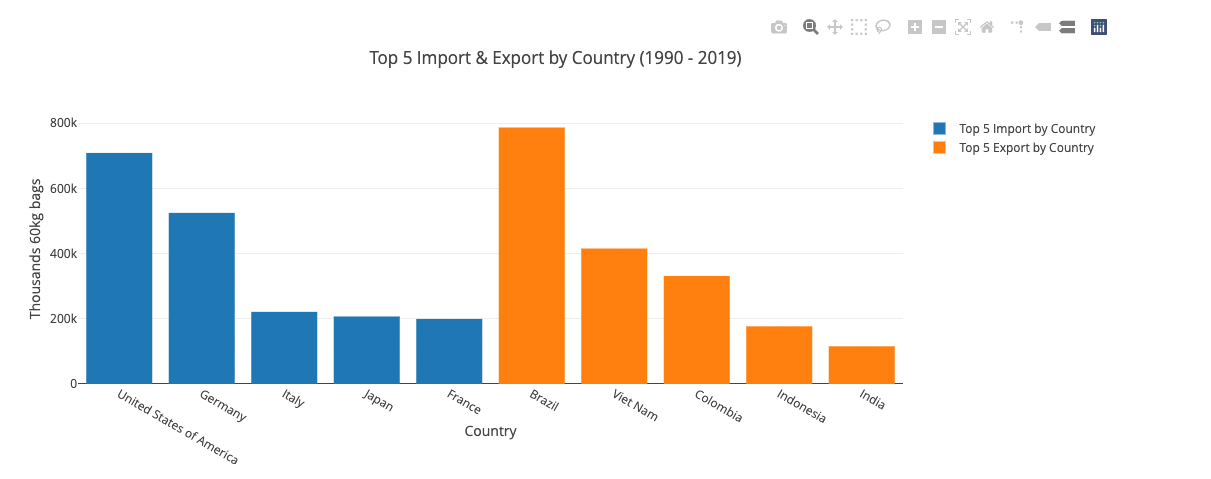 Top 5 Import & Export by Country (1990 - 2019)
800k
600k
400k
200k
0
Thousands 60kg bags
United States of America
Germany
Italy
Japan
France
Brazil
Viet Nam
Colombia
Indonesia
India
Country
Top 5 Import by Country
Top 5 Export by Country